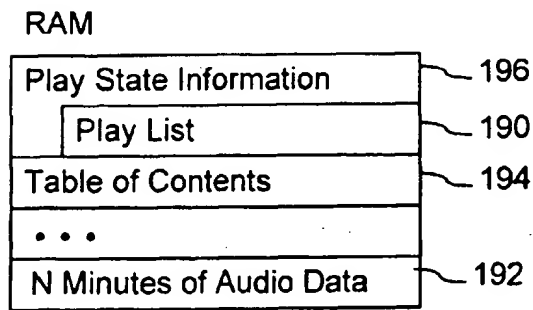 RAM
Play State Information 196
Play List 190
Table of Contents 194
• • •
N Minutes of Audio Data 192